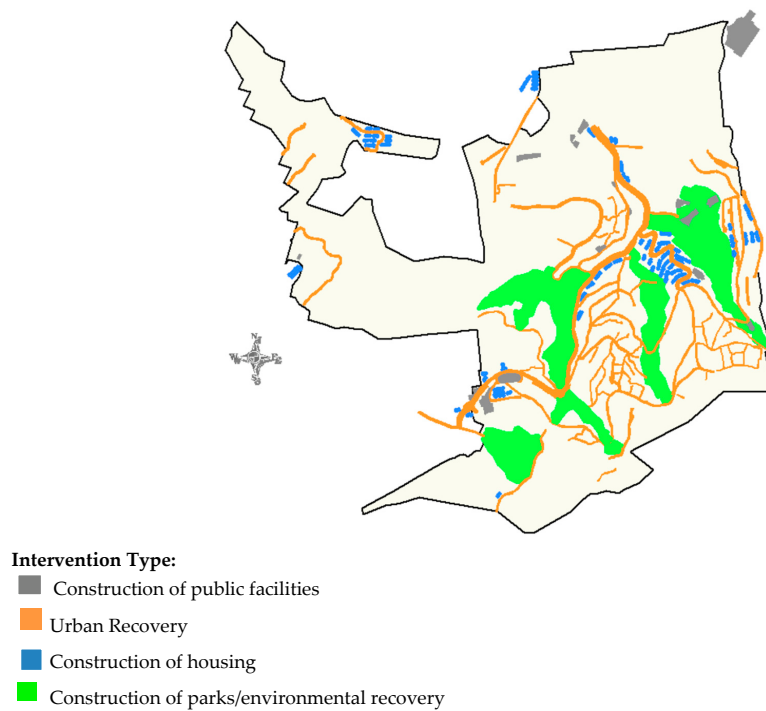 N
W E
S
Intervention Type:
Construction of public facilities
Urban Recovery
Construction of housing
Construction of parks/environmental recovery